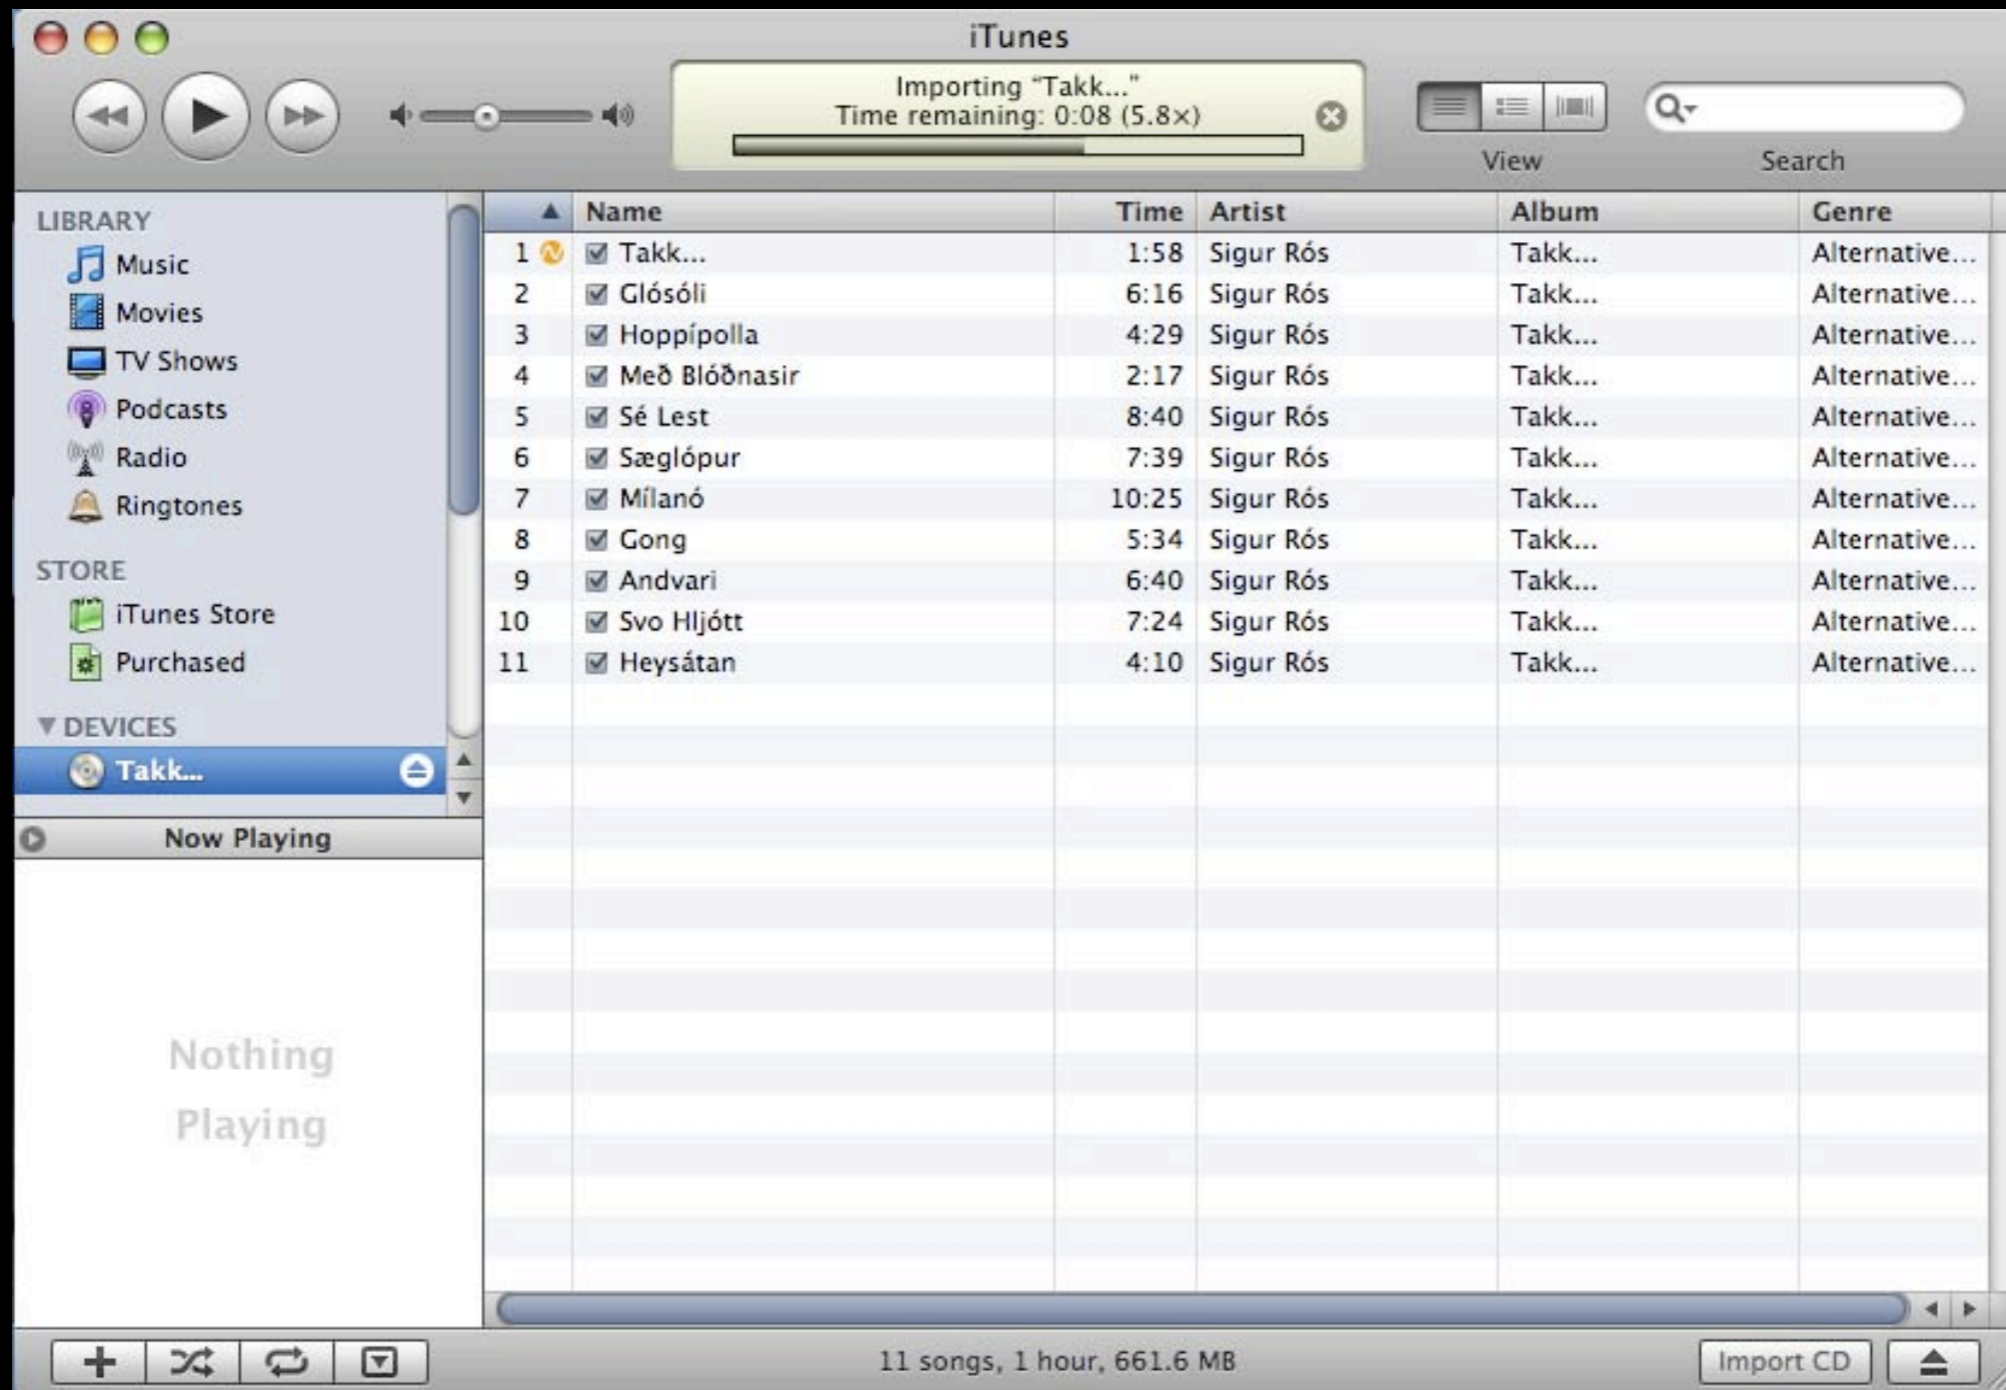 iTunes
Importing “Takk...”
Time remaining: 0:08 (5.8×)
View
Search
LIBRARY
Music
Movies
TV Shows
Podcasts
Radio
Ringtones
STORE
iTunes Store
Purchased
DEVICES
Takk...
Now Playing
Nothing
Playing
Name Time Artist Album Genre
1 Takk... 1:58 Sigur Rós Takk... Alternative...
2 Glósóli 6:16 Sigur Rós Takk... Alternative...
3 Hoppípolla 4:29 Sigur Rós Takk... Alternative...
4 Með Blóðnasir 2:17 Sigur Rós Takk... Alternative...
5 Sé Lest 8:40 Sigur Rós Takk... Alternative...
6 Sæglópur 7:39 Sigur Rós Takk... Alternative...
7 Mílanó 10:25 Sigur Rós Takk... Alternative...
8 Gong 5:34 Sigur Rós Takk... Alternative...
9 Andvari 6:40 Sigur Rós Takk... Alternative...
10 Svo Hljótt 7:24 Sigur Rós Takk... Alternative...
11 Heysátan 4:10 Sigur Rós Takk... Alternative...
11 songs, 1 hour, 661.6 MB
Import CD